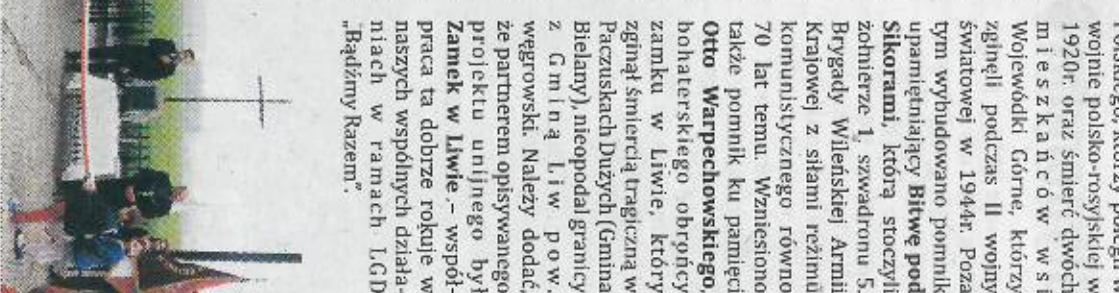 wojnie polsko-rosyjskiej w
1920r. oraz śmierć dwóch
mieszkańców wsi
Wojewódki Górne, którzy
zginęli podczas II wojny
światowej w 1944r. Poza
tym wybudowano pomnik
upamiętniający Bitwę pod
Sikorami, którą stoczyli
żołnierze 1. szwadronu 5.
Brygady Wileńskiej Armii
Krajowej z siłami reżimu
komunistycznego równo
70 lat temu. Wzniesiono
także pomnik ku pamięci
Otto Warpechowskiego,
bohaterskiego obrońcy
zamku w Liwie, który
zginął śmiercią tragiczną w
Paczuskach Dużych (Gmina
Bielany), nieopodal granicy
z Gminą Liw pow.
węgrowski. Należy dodać,
że partnerem opisywanego
projektu unijnego był
Zamek w Liwie,- współ-
praca ta dobrze rokuje w
naszych wspólnych działa-
niach w ramach LGD
„Bądźmy Razem".